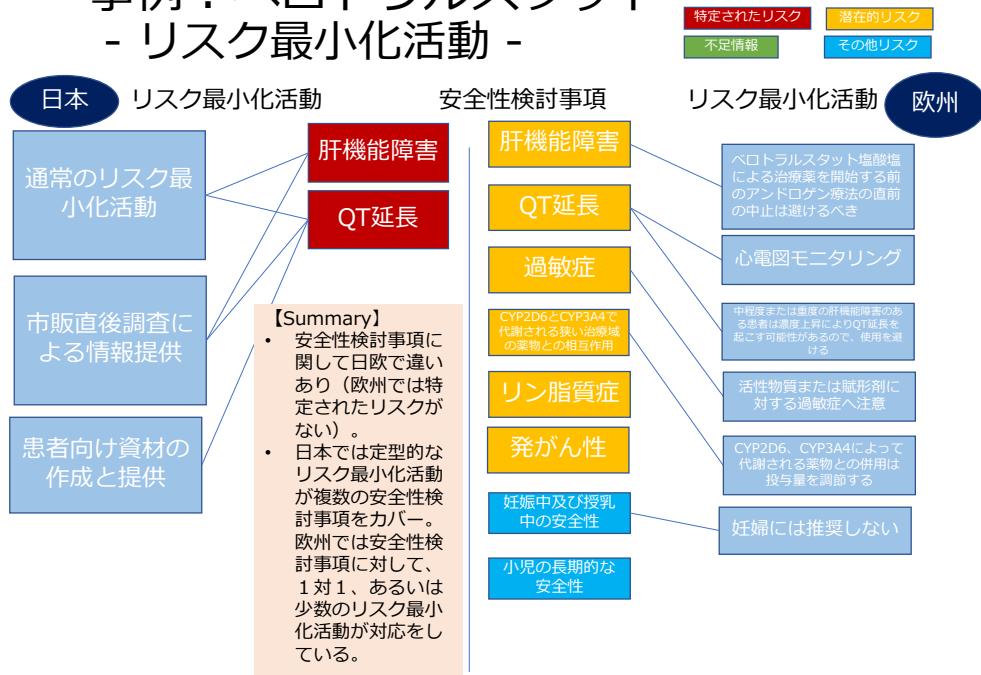 事例：ベロトラルスタット
- リスク最小化活動 -
特定されたリスク
潜在的リスク
不足情報
その他リスク
日本
リスク最小化活動
安全性検討事項
リスク最小化活動
欧州
通常のリスク最
小化活動
市販直後調査に
よる情報提供
患者向け資材の
作成と提供
肝機能障害
QT延長
【Summary】
• 安全性検討事項に
関して日欧で違い
あり（欧州では特
定されたリスクが
ない）。
• 日本では定型的な
リスク最小化活動
が複数の安全性検
討事項をカバー。
欧州では安全性検
討事項に対して、
１対１、あるいは
少数のリスク最小
化活動が対応をし
ている。
肝機能障害
QT延長
過敏症
CYP2D6とCYP3A4で
代謝される狭い治療域
の薬物との相互作用
リン脂質症
発がん性
妊娠中及び授乳
中の安全性
小児の長期的な
安全性
ベロトラルスタット塩酸塩
による治療薬を開始する前
のアンドロゲン療法の直前
の中止は避けるべき
心電図モニタリング
中程度または重度の肝機能障害のあ
る患者は濃度上昇によりQT延長を
起こす可能性があるので、使用を避
ける
活性物質または賦形剤に
対する過敏症へ注意
CYP2D6、CYP3A4によって
代謝される薬物との併用は
投与量を調節する
妊婦には推奨しない